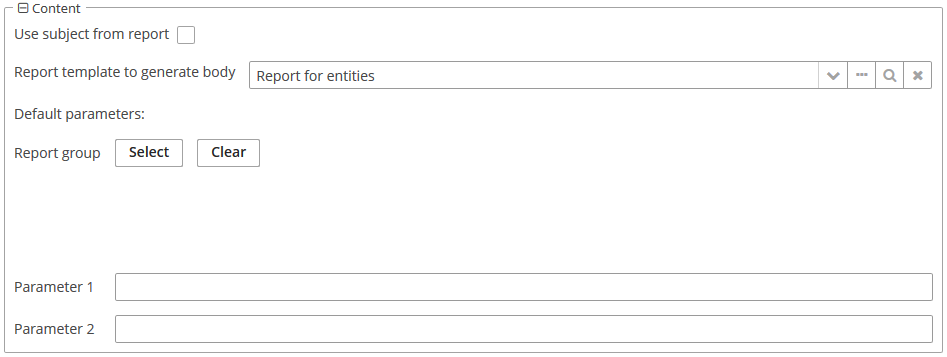 Content
Use subject from report
Report template to generate body Report for entities
Default parameters:
Report group Select Clear
Parameter 1
Parameter 2